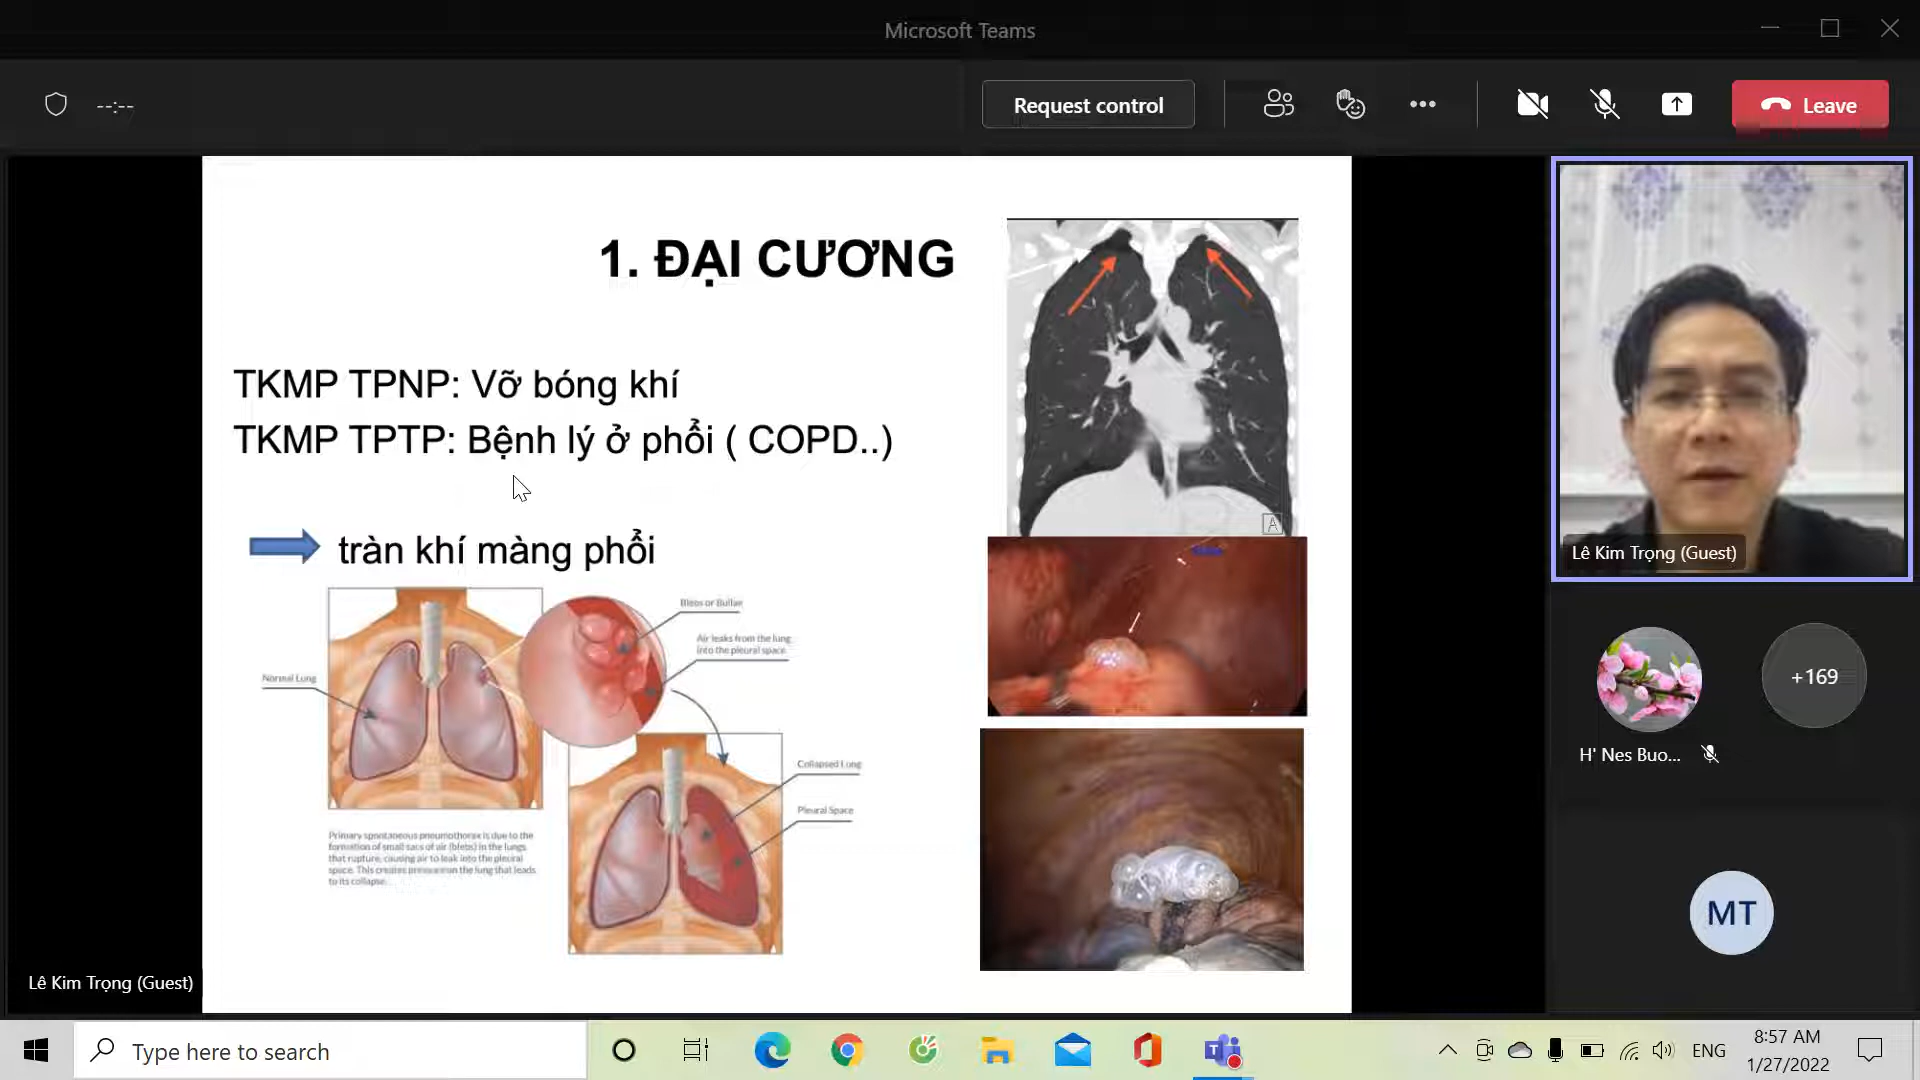 Microsoft Teams
--:--
Request control
Leave
1. ĐẠI CƯƠNG
TKMP TPNP: Vỡ bóng khí
TKMP TPTP: Bệnh lý ở phổi ( COPD..)
tràn khí màng phổi
Blebs or Bullae
Air leaks from the lung
into the pleural space
Normal Lung
Collapsed Lung
Pleural Space
Primary spontaneous pneumothorax is due to the
formation of small sacs of air (blebs) in the lungs
that rupture, causing air to leak into the pleural
space. This creates pressure on the lung that leads
to its collapse.
A
Lê Kim Trọng (Guest)
Lê Kim Trọng (Guest)
+169
H' Nes Buo...
MT
Type here to search
ENG
8:57 AM
1/27/2022